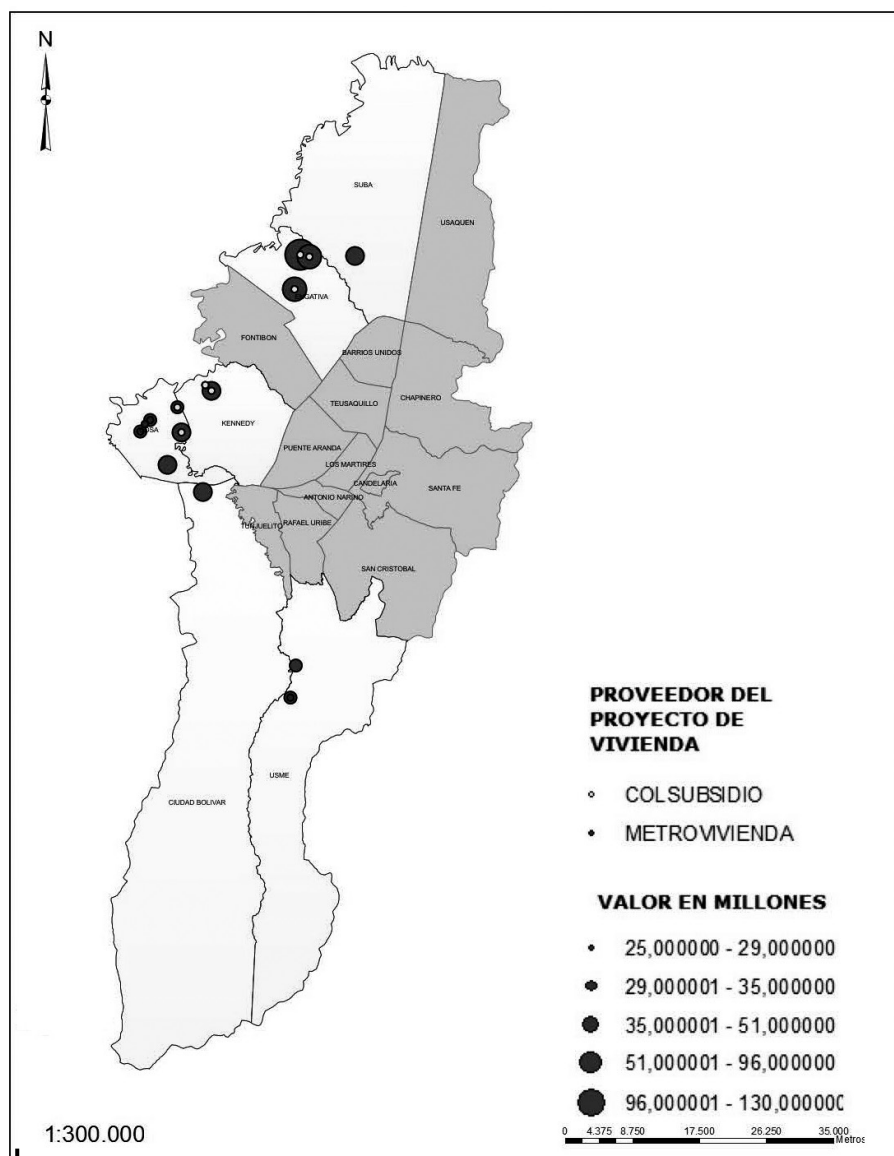 N
SUBA
USAQUEN
FONTIBON
BARRIOS UNIDOS
TEUSAQUILLO
CHAPINERO
KENNEDY
PUENTE ARANDA
LOS MARTIRES
CANDELARIA
SANTA FE
ANTONIO NARIÑO
RAFAEL URIBE
SAN CRISTOBAL
USME
CIUDAD BOLIVAR
PROVEEDOR DEL
PROYECTO DE
VIVIENDA
COLSUBSIDIO
METROVIVIENDA
VALOR EN MILLONES
25,000000 - 29,000000
29,000001 - 35,000000
35,000001 - 51,000000
51,000001 - 96,000000
96,000001 - 130,000000
1:300.000
0 4.375 8.750 17.500 26.250 35.000
Metros